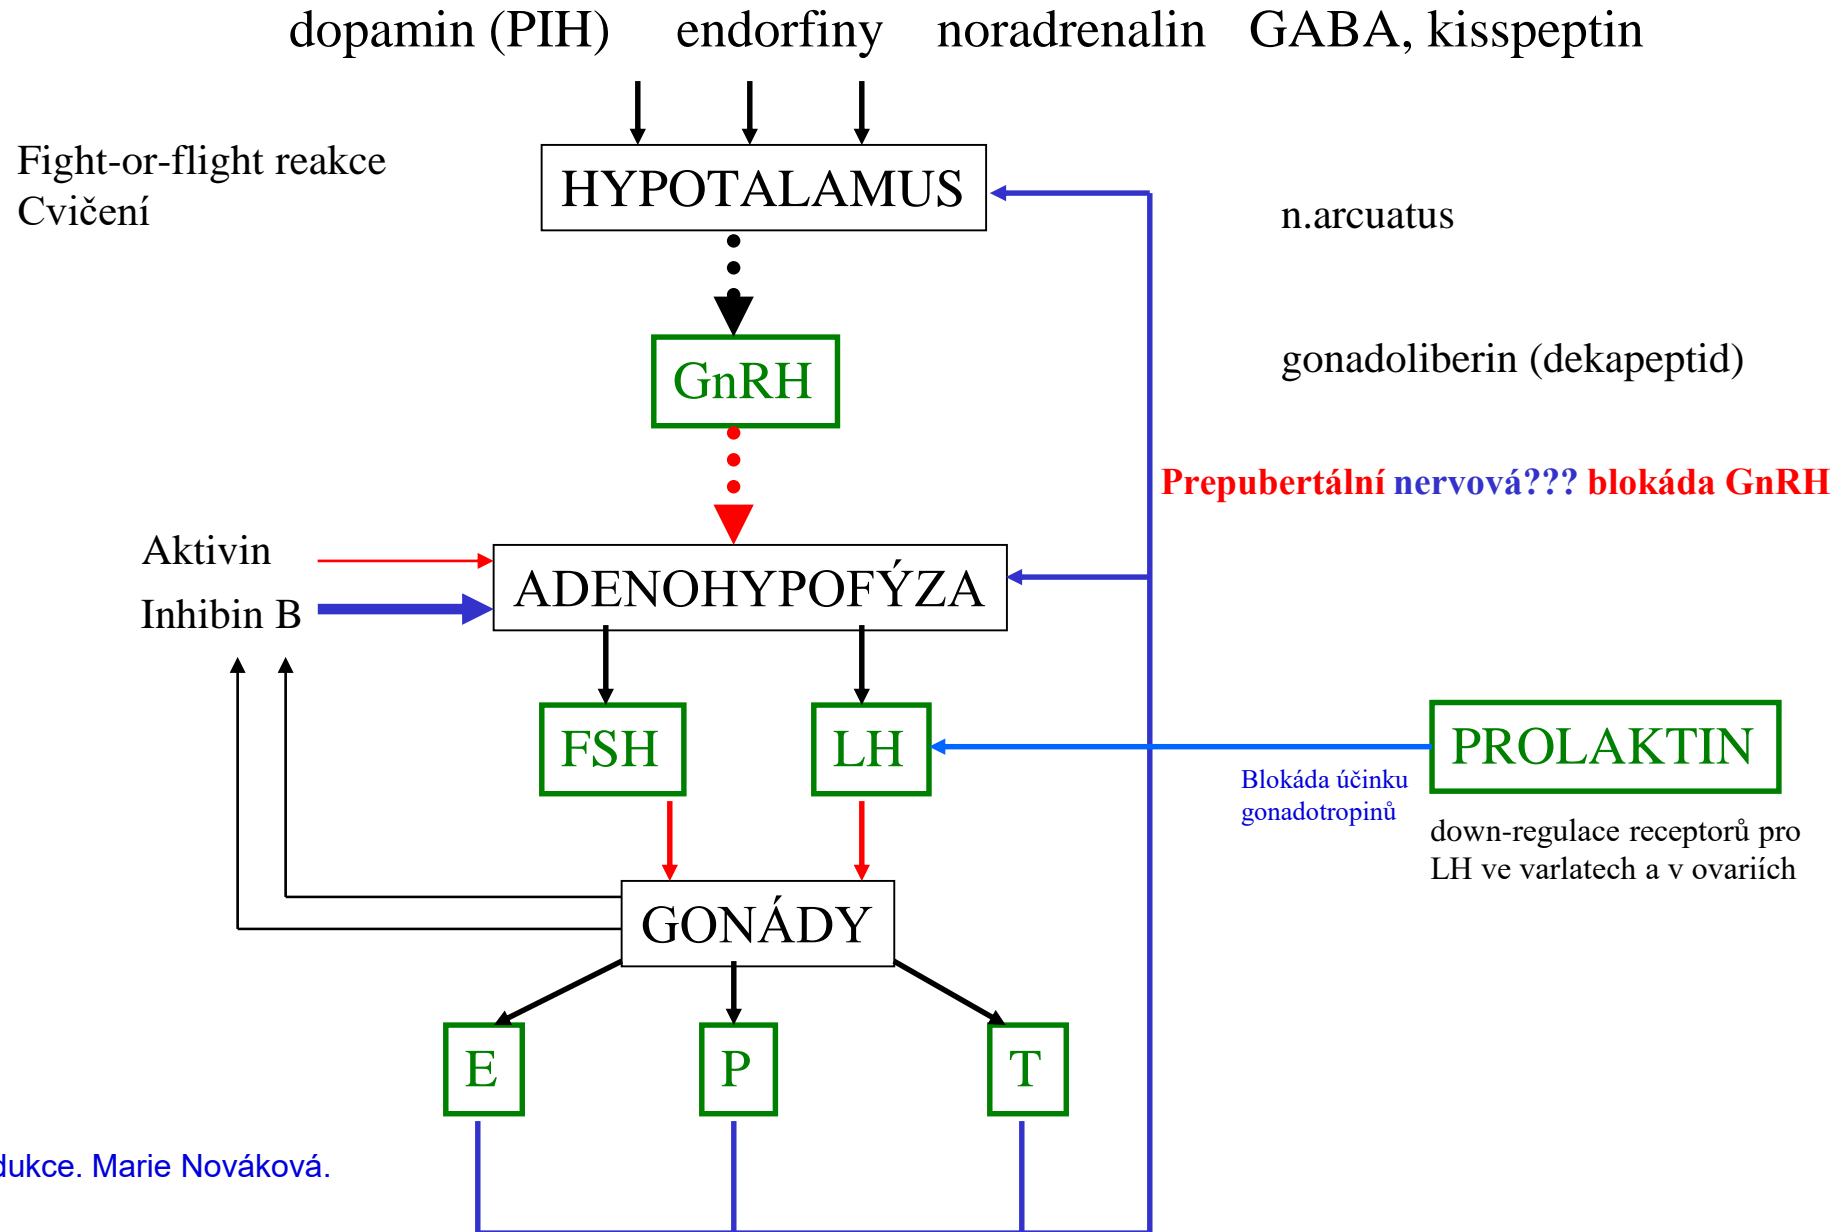 dopamin (PIH) endorfiny noradrenalin GABA, kisspeptin
Fight-or-flight reakce
Cvičení
HYPOTALAMUS
n.arcuatus
GnRH
gonadoliberin (dekapeptid)
Prepubertální nervová??? blokáda GnRH
Aktivin
Inhibin B
ADENOHYPOFÝZA
FSH
LH
PROLAKTIN
Blokáda účinku
gonadotropinů
down-regulace receptorů pro
LH ve varlatech a v ovariích
GONÁDY
E
P
T
dukce. Marie Nováková.